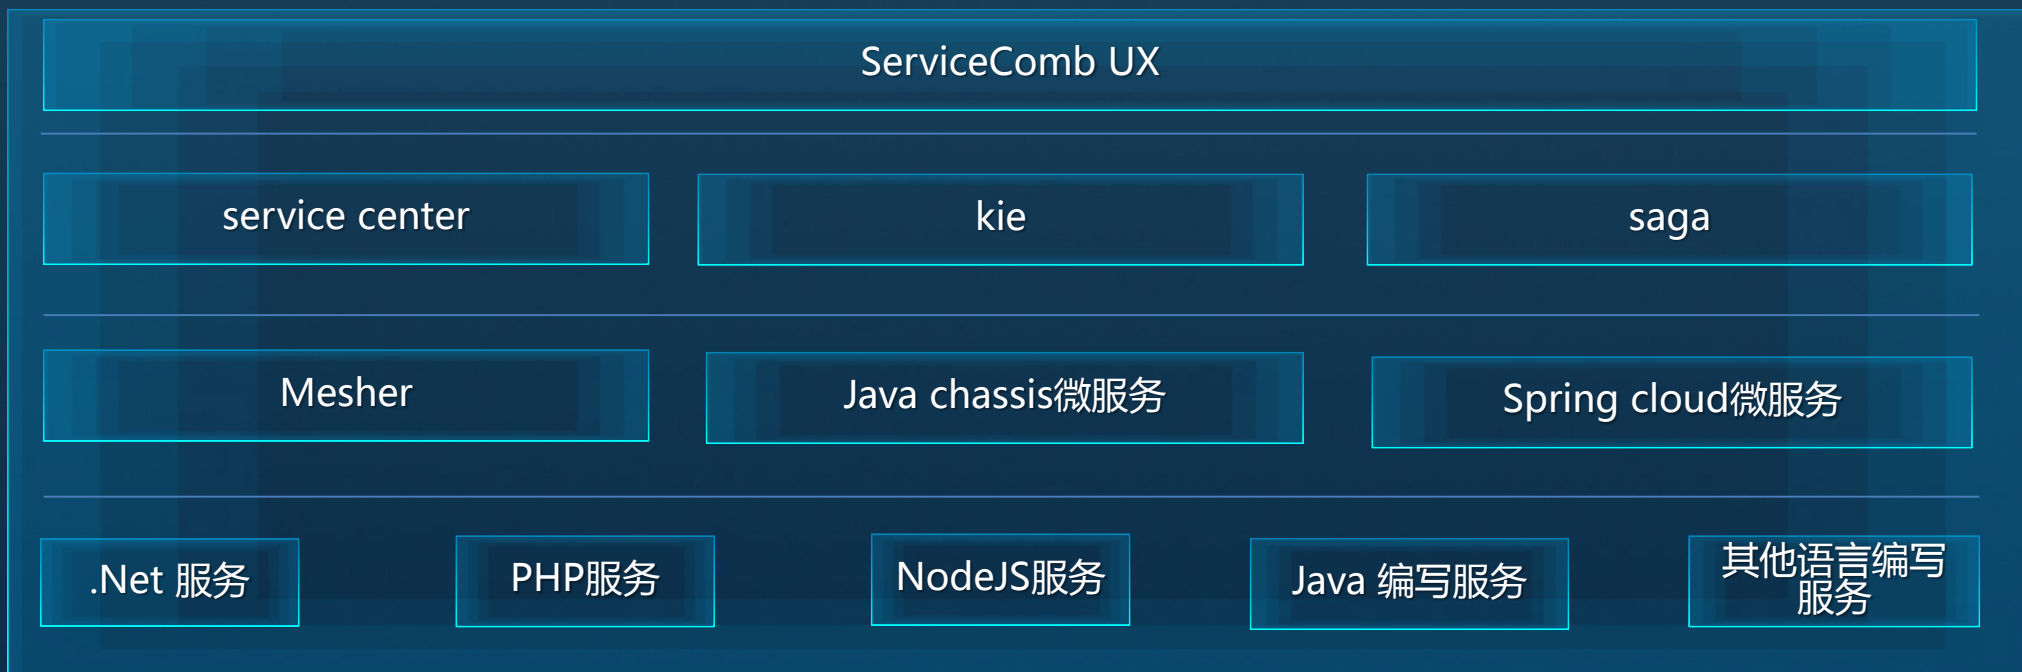 ServiceComb UX
service center
kie
saga
Mesher
Java chassis微服务
Spring cloud微服务
.Net 服务
PHP服务
NodeJS服务
Java 编写服务
其他语言编写
服务